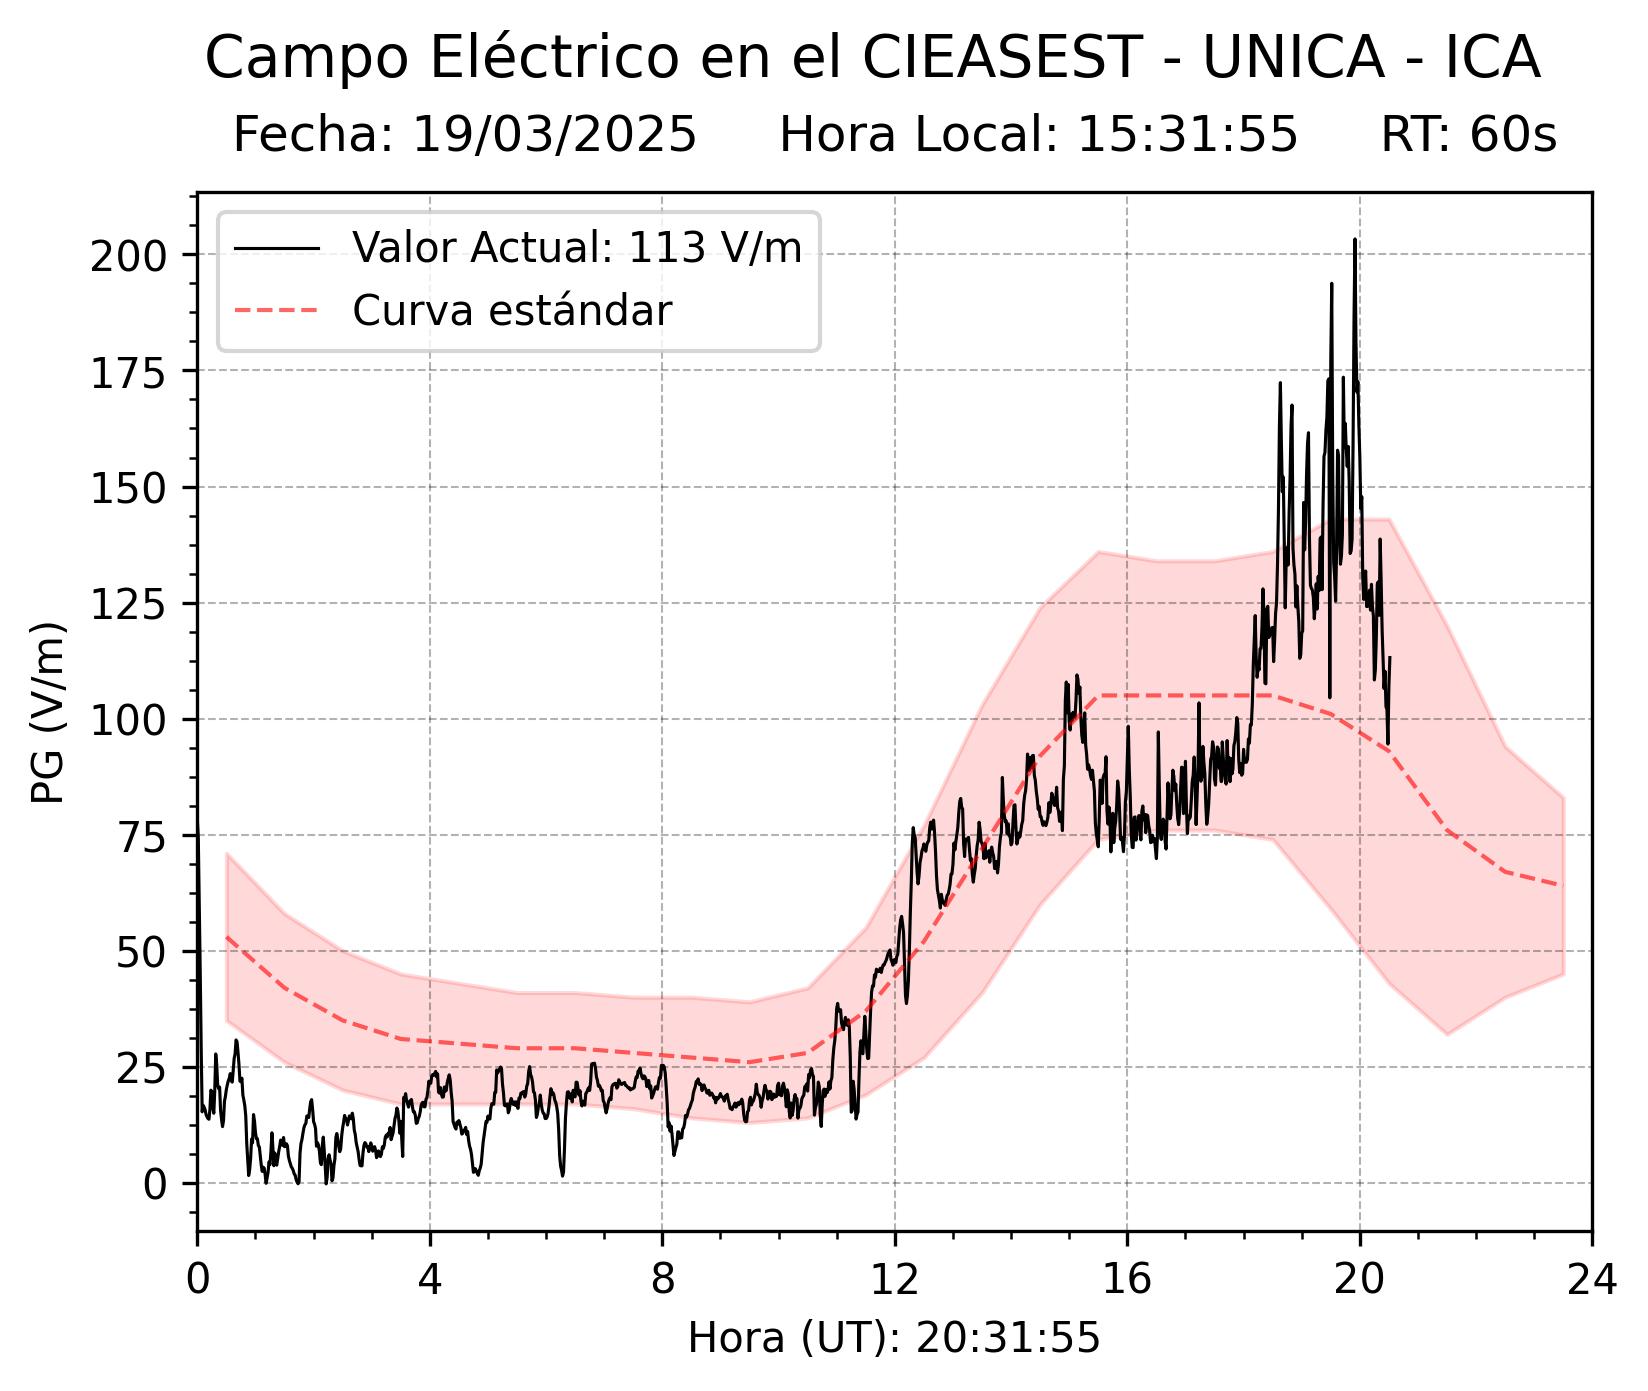 Campo Eléctrico en el CIEASEST - UNICA - ICA
Fecha: 19/03/2025 Hora Local: 15:31:55 RT: 60s
Valor Actual: 113 V/m
Curva estándar
PG (V/m)
200
175
150
125
100
75
50
25
0
0 4 8 12 16 20 24
Hora (UT): 20:31:55